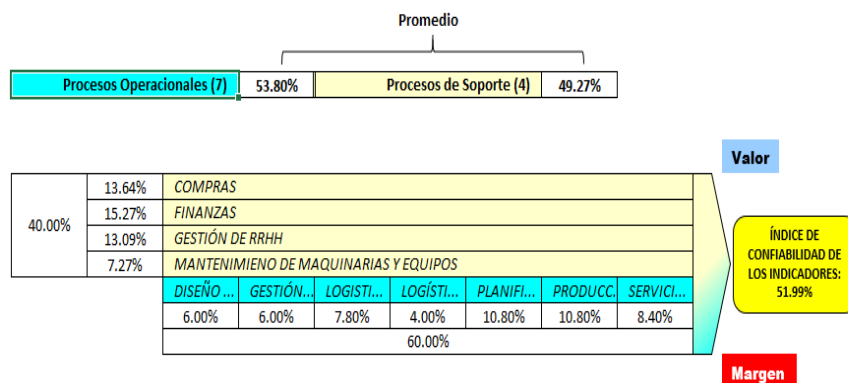 Promedio
Procesos Operacionales (7) 53.80% Procesos de Soporte (4) 49.27%
Valor
40.00%
13.64% COMPRAS
15.27% FINANZAS
13.09% GESTIÓN DE RRHH
7.27% MANTENIMIENO DE MAQUINARIAS Y EQUIPOS
DISEÑO ... GESTIÓN... LOGISTI... LOGÍSTI... PLANIFI... PRODUCC. SERVICI...
6.00% 6.00% 7.80% 4.00% 10.80% 10.80% 8.40%
60.00%
ÍNDICE DE
CONFIABILIDAD DE
LOS INDICADORES:
51.99%
Margen